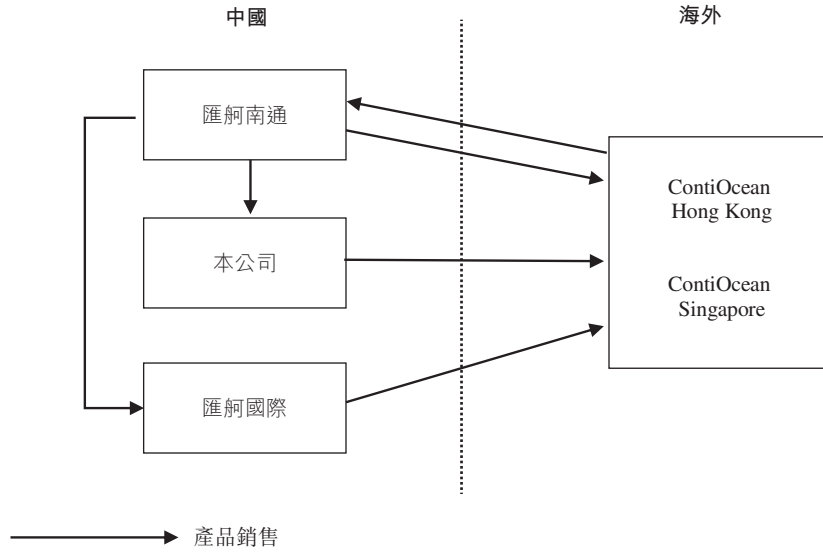 中國
海外
匯舸南通
ContiOcean
Hong Kong
本公司
ContiOcean
Singapore
匯舸國際
產品銷售